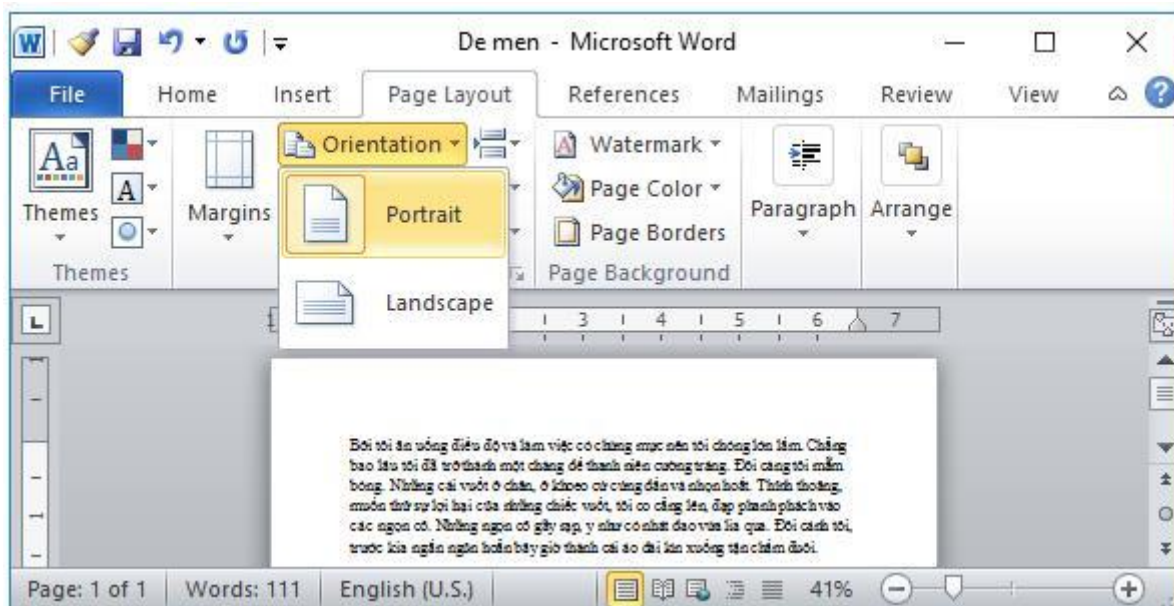 W De men - Microsoft Word
File Home Insert Page Layout References Mailings Review View
Aa Orientation Watermark
A Page Color
Themes Margins Portrait Paragraph Arrange
Page Borders
Themes Page Background
Landscape
L 1 3 4 5 6 7
Bởi tôi ăn uống điều độ và làm việc có chừng mực nên tôi chóng lớn lắm. Chẳng
bao lâu tôi đã trở thành một chàng dế thanh niên cường tráng. Đôi càng tôi mẫm
bóng. Những cái vuốt ở chân, ở khoeo cứ cứng dần và nhọn hoắt. Thỉnh thoảng,
muốn thử sự lợi hại của những chiếc vuốt, tôi co cẳng lên, đạp phanh phách vào
các ngọn cỏ. Những ngọn cỏ gẫy rạp, y như có nhát dao vừa lia qua. Đôi cánh tôi,
trước kia ngắn ngủn hoẳn bây giờ thành cái áo dài kín xuống tận chấm đuôi.
Page: 1 of 1 Words: 111 English (U.S.) 41%